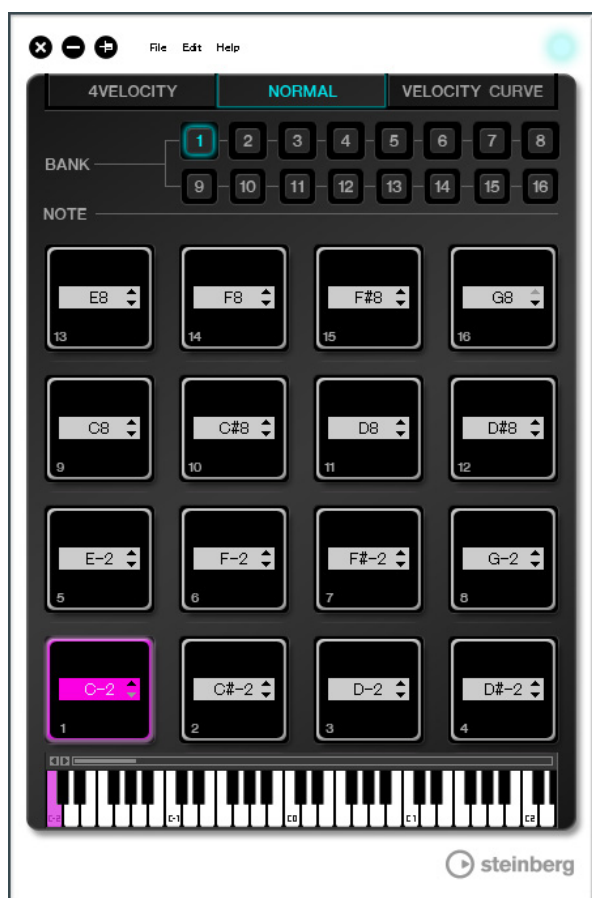 File Edit Help
4VELOCITY NORMAL VELOCITY CURVE
BANK
1 2 3 4 5 6 7 8
9 10 11 12 13 14 15 16
NOTE
E8 F8 F#8 G8
13 14 15 16
C8 C#8 D8 D#8
9 10 11 12
E-2 F-2 F#-2 G-2
5 6 7 8
C-2 C#-2 D-2 D#-2
1 2 3 4
C-2 C-1 C0 C1 C2
steinberg